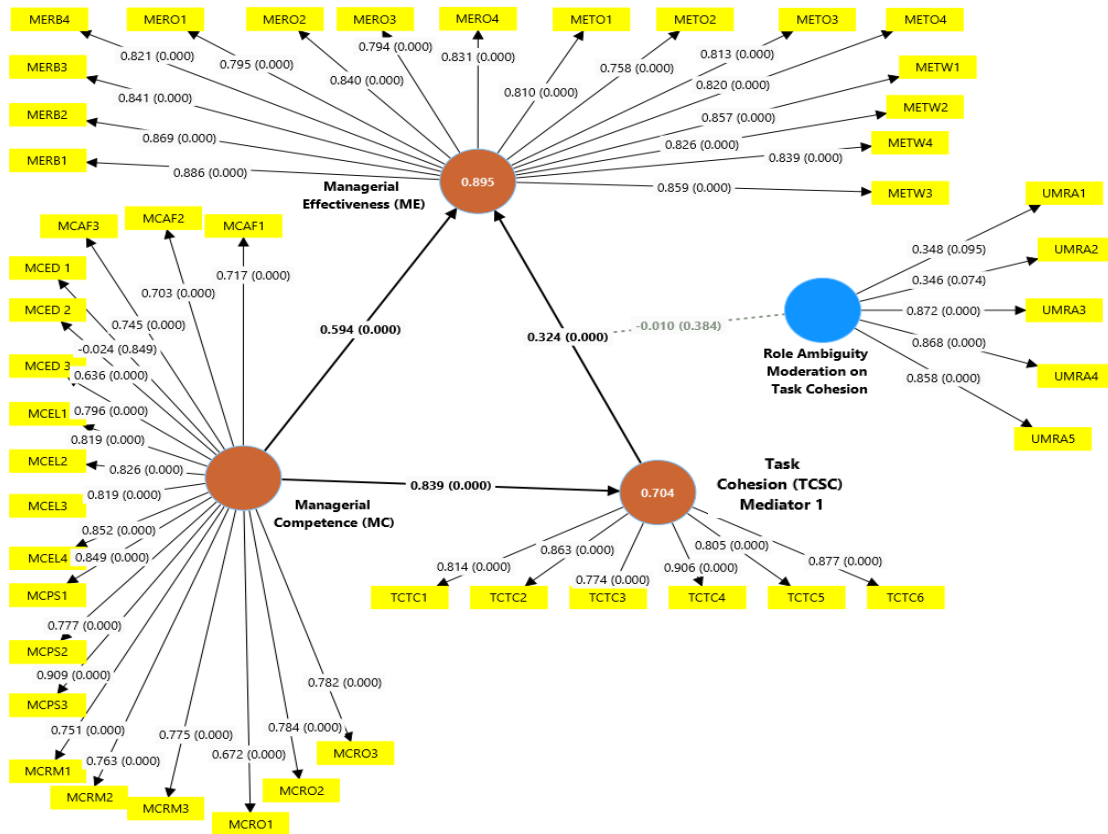 MERB4
MERO1
MERO2
MERO3
MERO4
METO1
METO2
METO3
METO4
0.821 (0.000)
0.795 (0.000)
0.840 (0.000)
0.794 (0.000)
0.831 (0.000)
0.810 (0.000)
0.758 (0.000)
0.813 (0.000)
0.820 (0.000)
MERB3
0.841 (0.000)
METW1
0.857 (0.000)
MERB2
0.869 (0.000)
METW2
0.826 (0.000)
MERB1
0.886 (0.000)
METW4
0.839 (0.000)
METW3
0.859 (0.000)
0.895
Managerial
Effectiveness (ME)
MCAF3
MCAF2
MCAF1
0.717 (0.000)
0.703 (0.000)
0.745 (0.000)
MCED 1
MCED 2
-0.024 (0.849)
0.636 (0.000)
MCED 3
0.796 (0.000)
MCEL1
0.819 (0.000)
MCEL2
0.826 (0.000)
MCEL3
0.819 (0.000)
MCEL4
0.852 (0.000)
0.849 (0.000)
MCPS1
0.777 (0.000)
MCPS2
0.909 (0.000)
MCPS3
0.751 (0.000)
MCRM1
0.763 (0.000)
MCRM2
0.775 (0.000)
MCRM3
0.672 (0.000)
MCRO1
0.784 (0.000)
MCRO2
0.782 (0.000)
MCRO3
Managerial
Competence (MC)
0.594 (0.000)
0.324 (0.000)
-0.010 (0.384)
0.839 (0.000)
UMRA1
0.348 (0.095)
UMRA2
0.346 (0.074)
UMRA3
0.872 (0.000)
UMRA4
0.868 (0.000)
UMRA5
0.858 (0.000)
Role Ambiguity
Moderation on
Task Cohesion
Task
Cohesion (TCSC)
Mediator 1
0.704
0.814 (0.000)
0.863 (0.000)
0.774 (0.000)
0.906 (0.000)
0.805 (0.000)
0.877 (0.000)
TCTC1
TCTC2
TCTC3
TCTC4
TCTC5
TCTC6